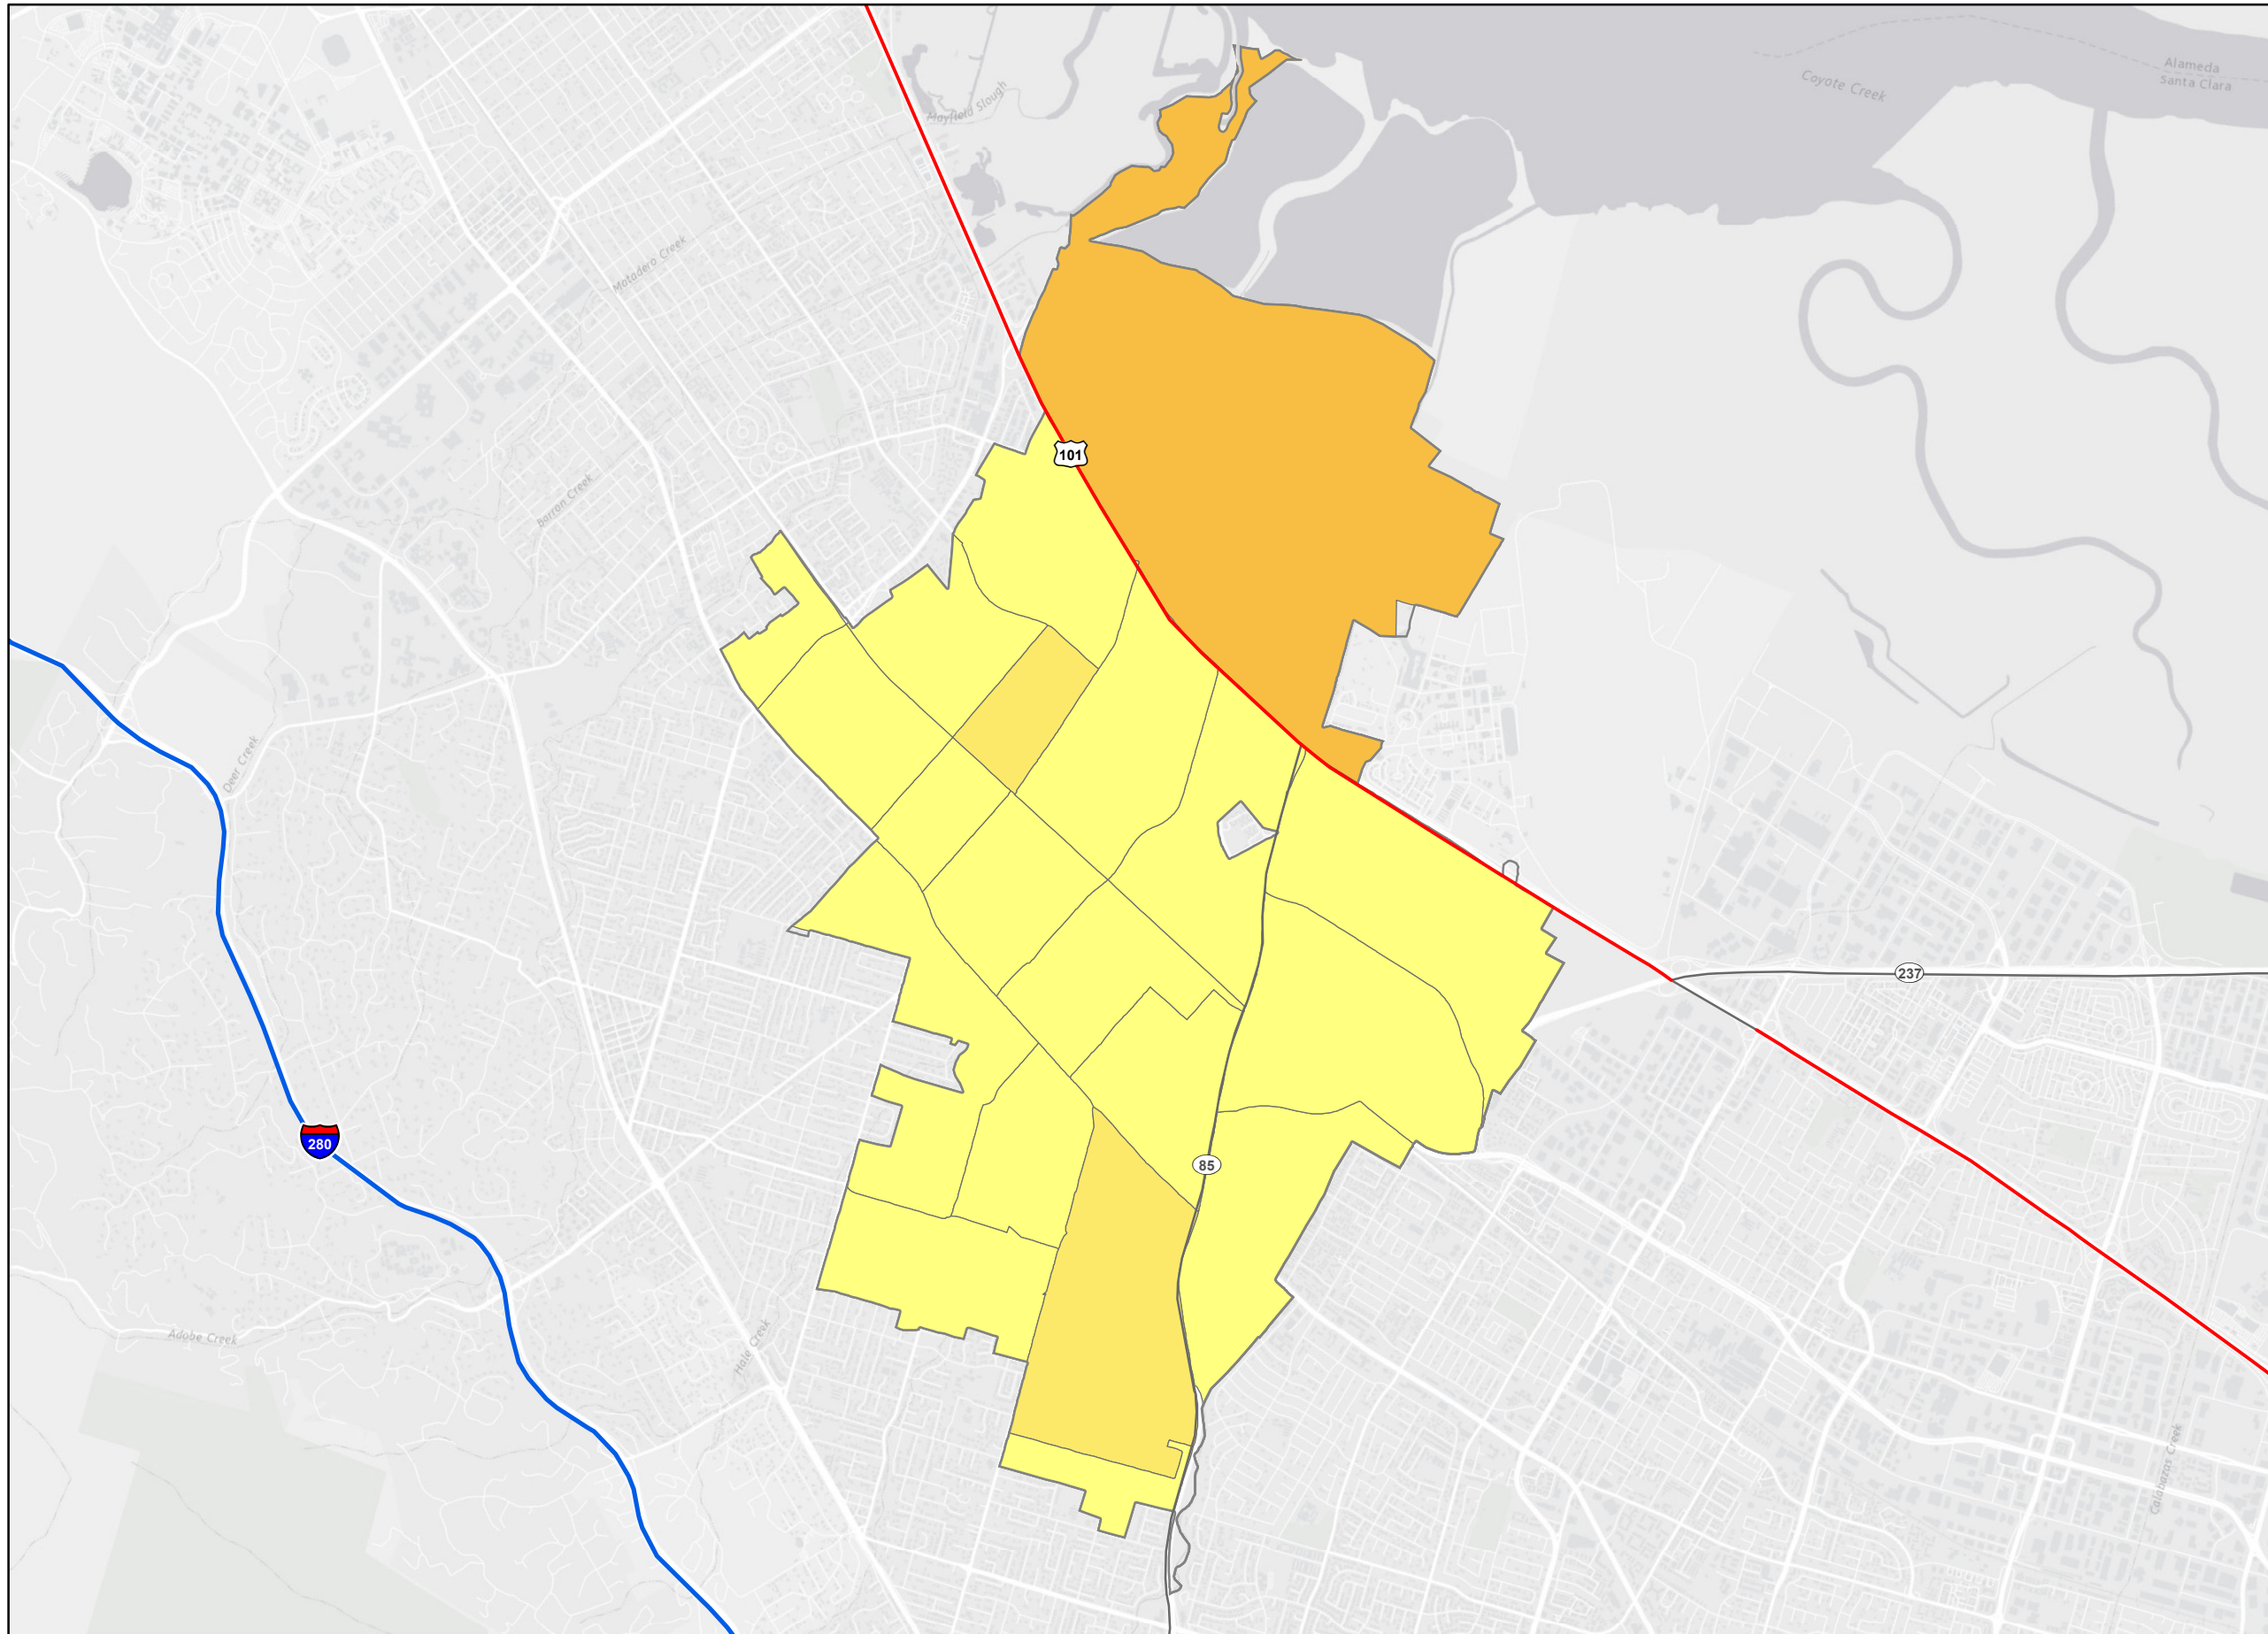 Alameda
Santa Clara
Coyote Creek
Mayfield Slough
Matadero Creek
101
Barron Creek
Deer Creek
237
280
85
Adobe Creek
Hale Creek
Calabazas Creek